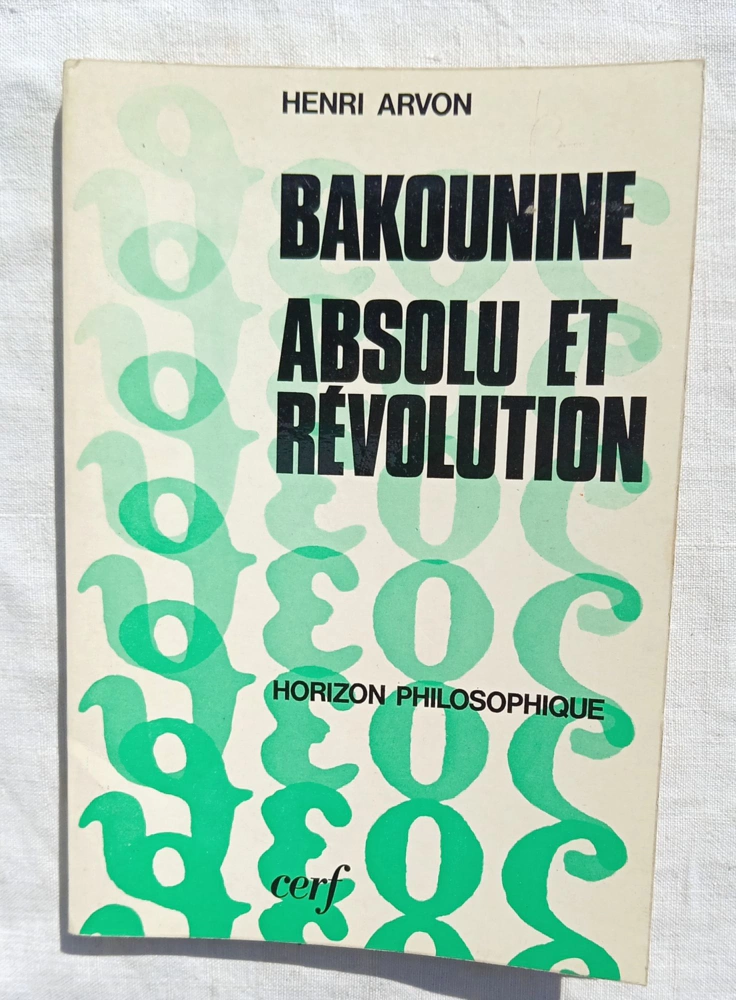 HENRI ARVON
BAKOUNINE
ABSOLU ET
RÉVOLUTION
HORIZON PHILOSOPHIQUE
cerf